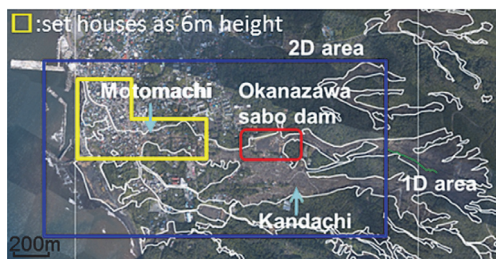 :set houses as 6m height
2D area
Motomachi
Okanazawa
sabo dam
1D area
Kandachi
200m